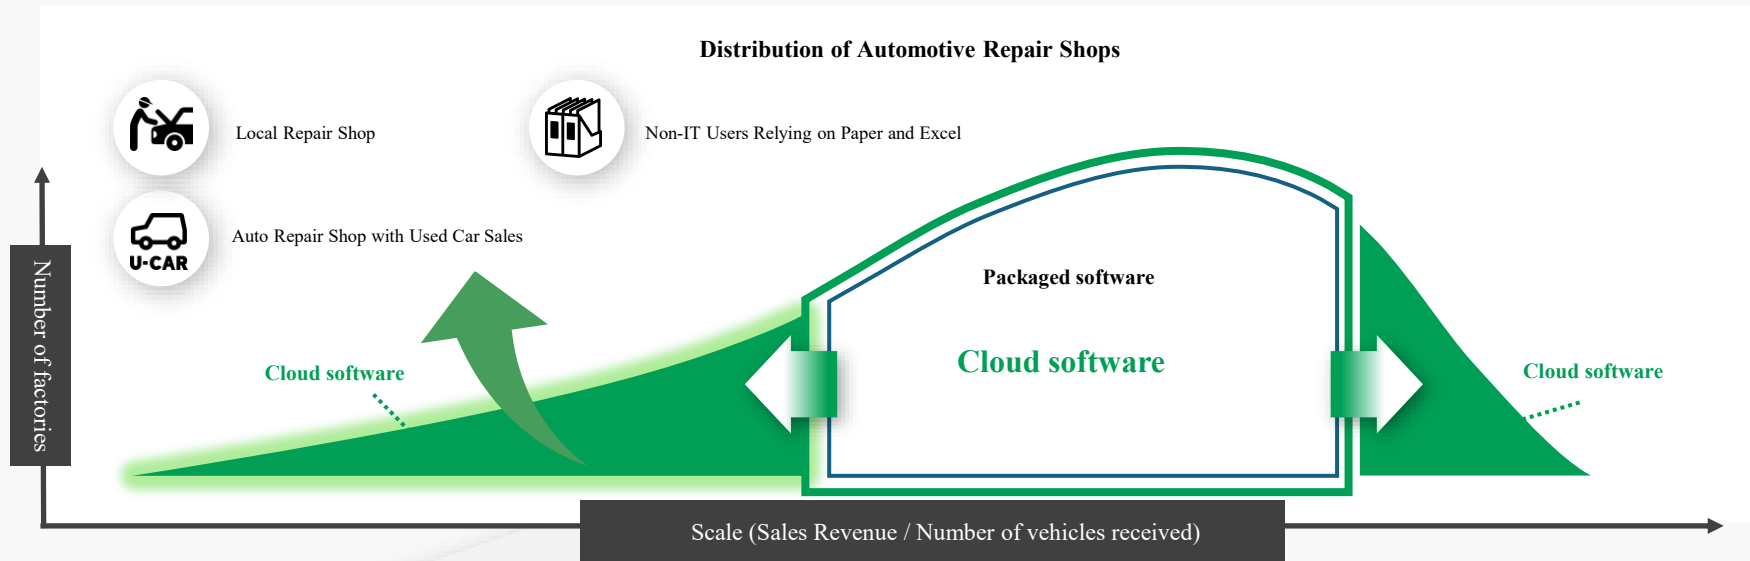 Distribution of Automotive Repair Shops
Local Repair Shop
Non-IT Users Relying on Paper and Excel
U-CAR
Auto Repair Shop with Used Car Sales
Number of factories
Packaged software
Cloud software
Cloud software
Cloud software
Scale (Sales Revenue / Number of vehicles received)